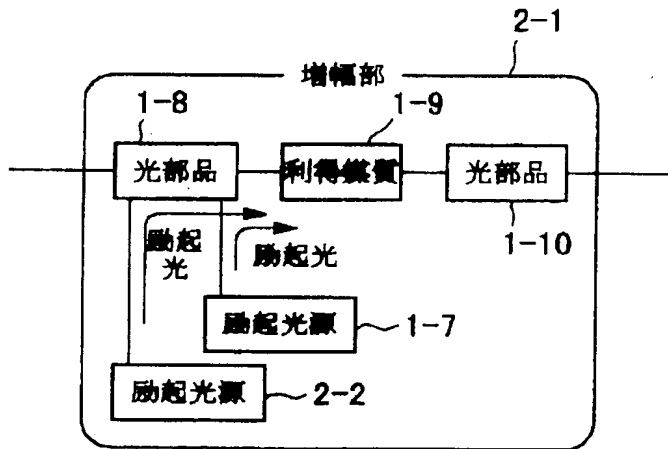 2-1
増幅部
1-8
1-9
光部品
利得媒質
光部品
1-10
励起
光
励起光
励起光源
1-7
励起光源
2-2